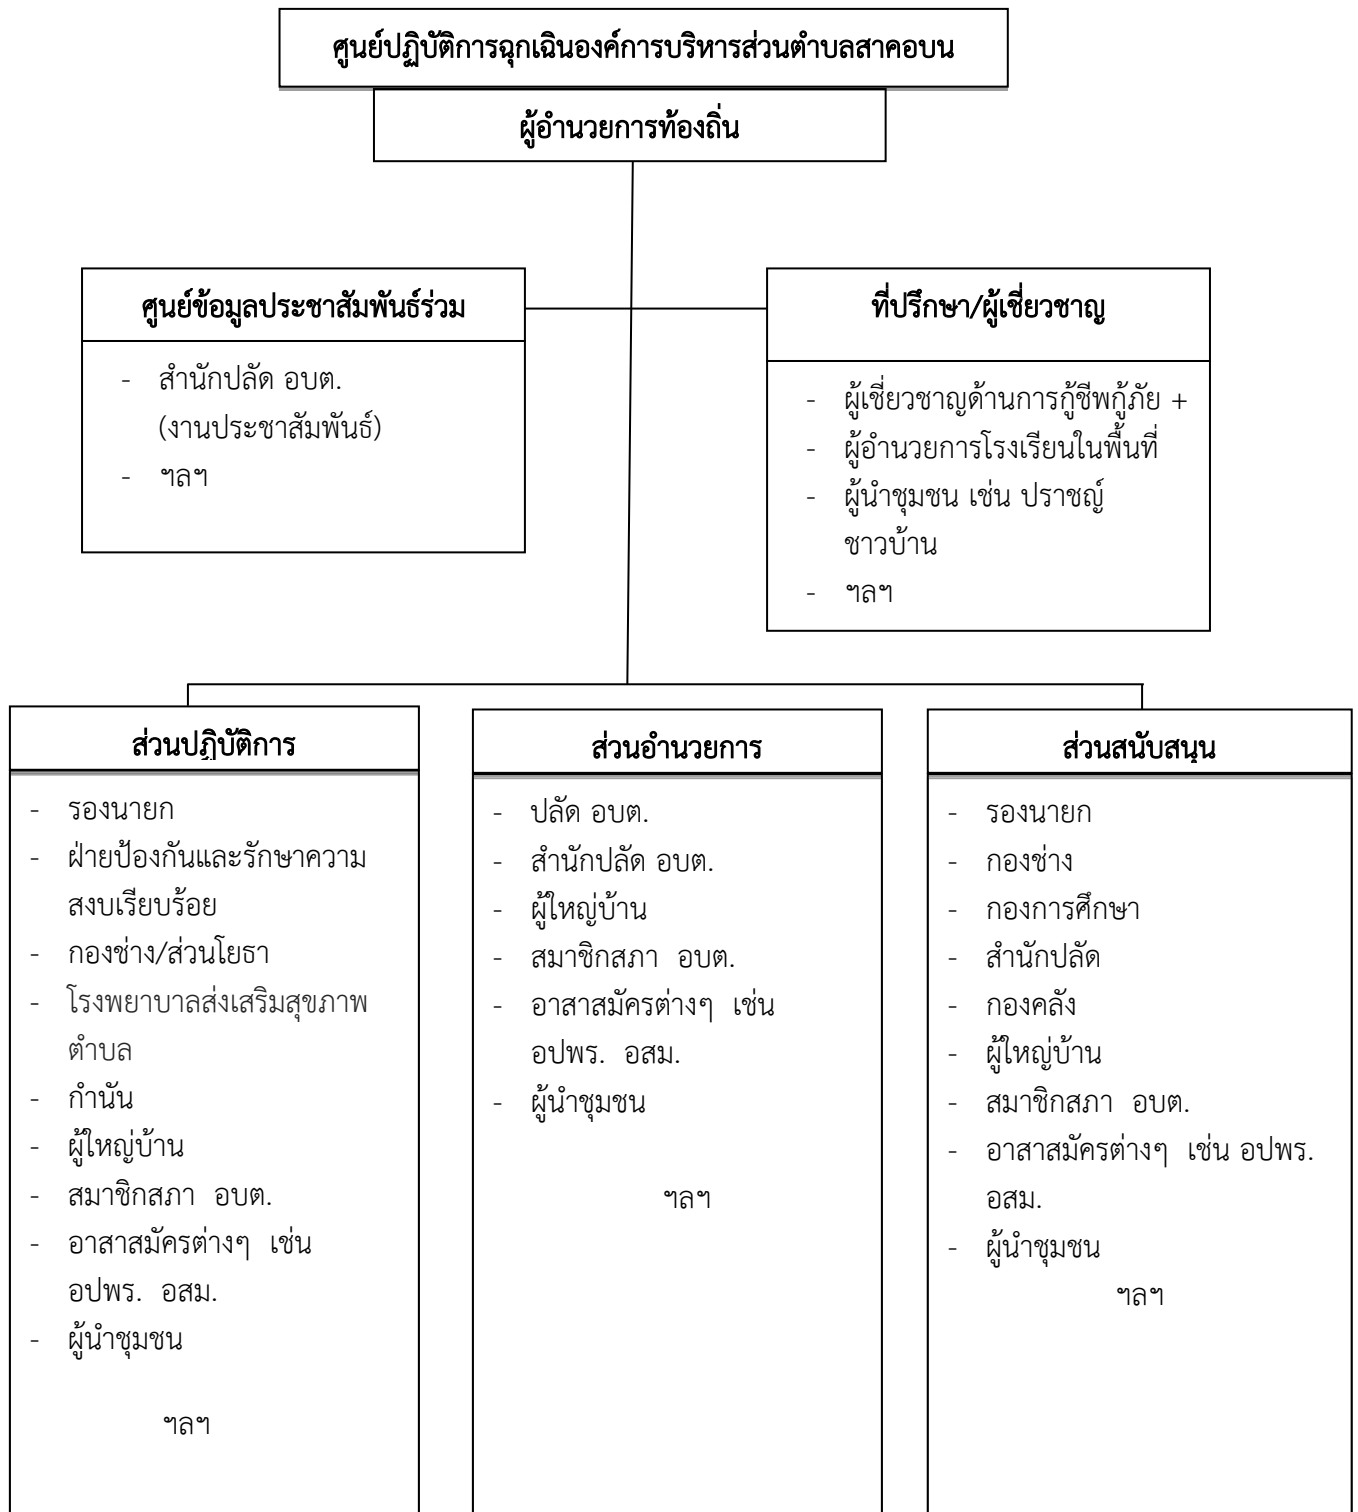 ศูนย์ปฏิบัติการฉุกเฉินองค์การบริหารส่วนตำบลสาคอบน
ผู้อำนวยการท้องถิ่น
ศูนย์ข้อมูลประชาสัมพันธ์ร่วม
- สำนักปลัด อบต.
(งานประชาสัมพันธ์)
- ฯลฯ
ที่ปรึกษา/ผู้เชี่ยวชาญ
- ผู้เชี่ยวชาญด้านการกู้ชีพกู้ภัย +
- ผู้อำนวยการโรงเรียนในพื้นที่
- ผู้นำชุมชน เช่น ปราชญ์
ชาวบ้าน
- ฯลฯ
ส่วนปฏิบัติการ
- รองนายก
- ฝ่ายป้องกันและรักษาความ
สงบเรียบร้อย
- กองช่าง/ส่วนโยธา
- โรงพยาบาลส่งเสริมสุขภาพ
ตำบล
- กำนัน
- ผู้ใหญ่บ้าน
- สมาชิกสภา อบต.
- อาสาสมัครต่างๆ เช่น
อปพร. อสม.
- ผู้นำชุมชน
ฯลฯ
ส่วนอำนวยการ
- ปลัด อบต.
- สำนักปลัด อบต.
- ผู้ใหญ่บ้าน
- สมาชิกสภา อบต.
- อาสาสมัครต่างๆ เช่น
อปพร. อสม.
- ผู้นำชุมชน
ฯลฯ
ส่วนสนับสนุน
- รองนายก
- กองช่าง
- กองการศึกษา
- สำนักปลัด
- กองคลัง
- ผู้ใหญ่บ้าน
- สมาชิกสภา อบต.
- อาสาสมัครต่างๆ เช่น อปพร.
อสม.
- ผู้นำชุมชน
ฯลฯ